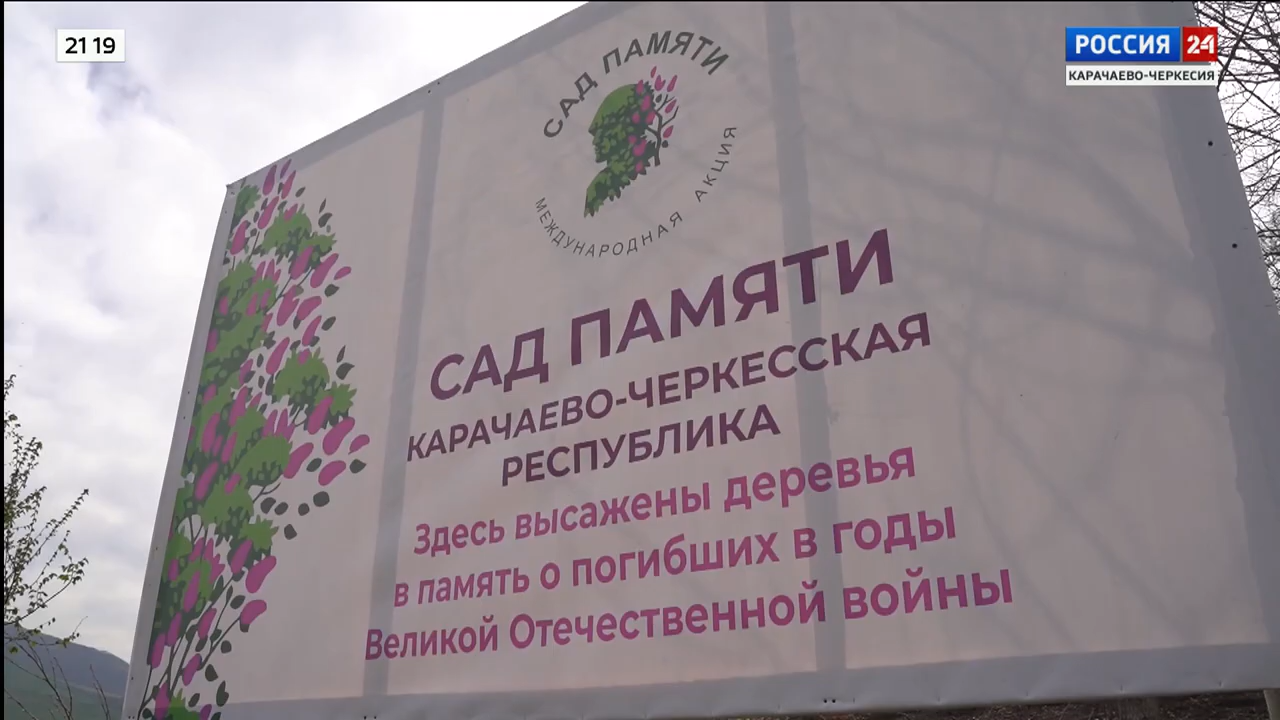 21 19
РОССИЯ 24
КАРАЧАЕВО-ЧЕРКЕСИЯ
САД ПАМЯТИ
МЕЖДУНАРОДНАЯ АКЦИЯ
САД ПАМЯТИ
КАРАЧАЕВО-ЧЕРКЕССКАЯ
РЕСПУБЛИКА
Здесь высажены деревья
в память о погибших в годы
Великой Отечественной войны